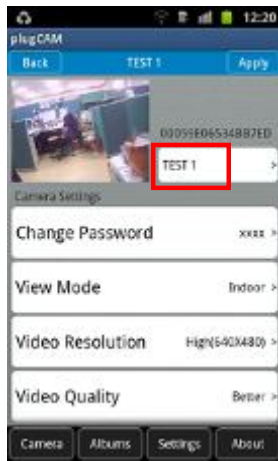 12:20
plugCAM
Back TEST 1 Apply
TEST 1 >
Camera Settings
Change Password xxxx >
View Mode Indoor >
Video Resolution High(640X480) >
Video Quality Better >
Camera Albums Settings About